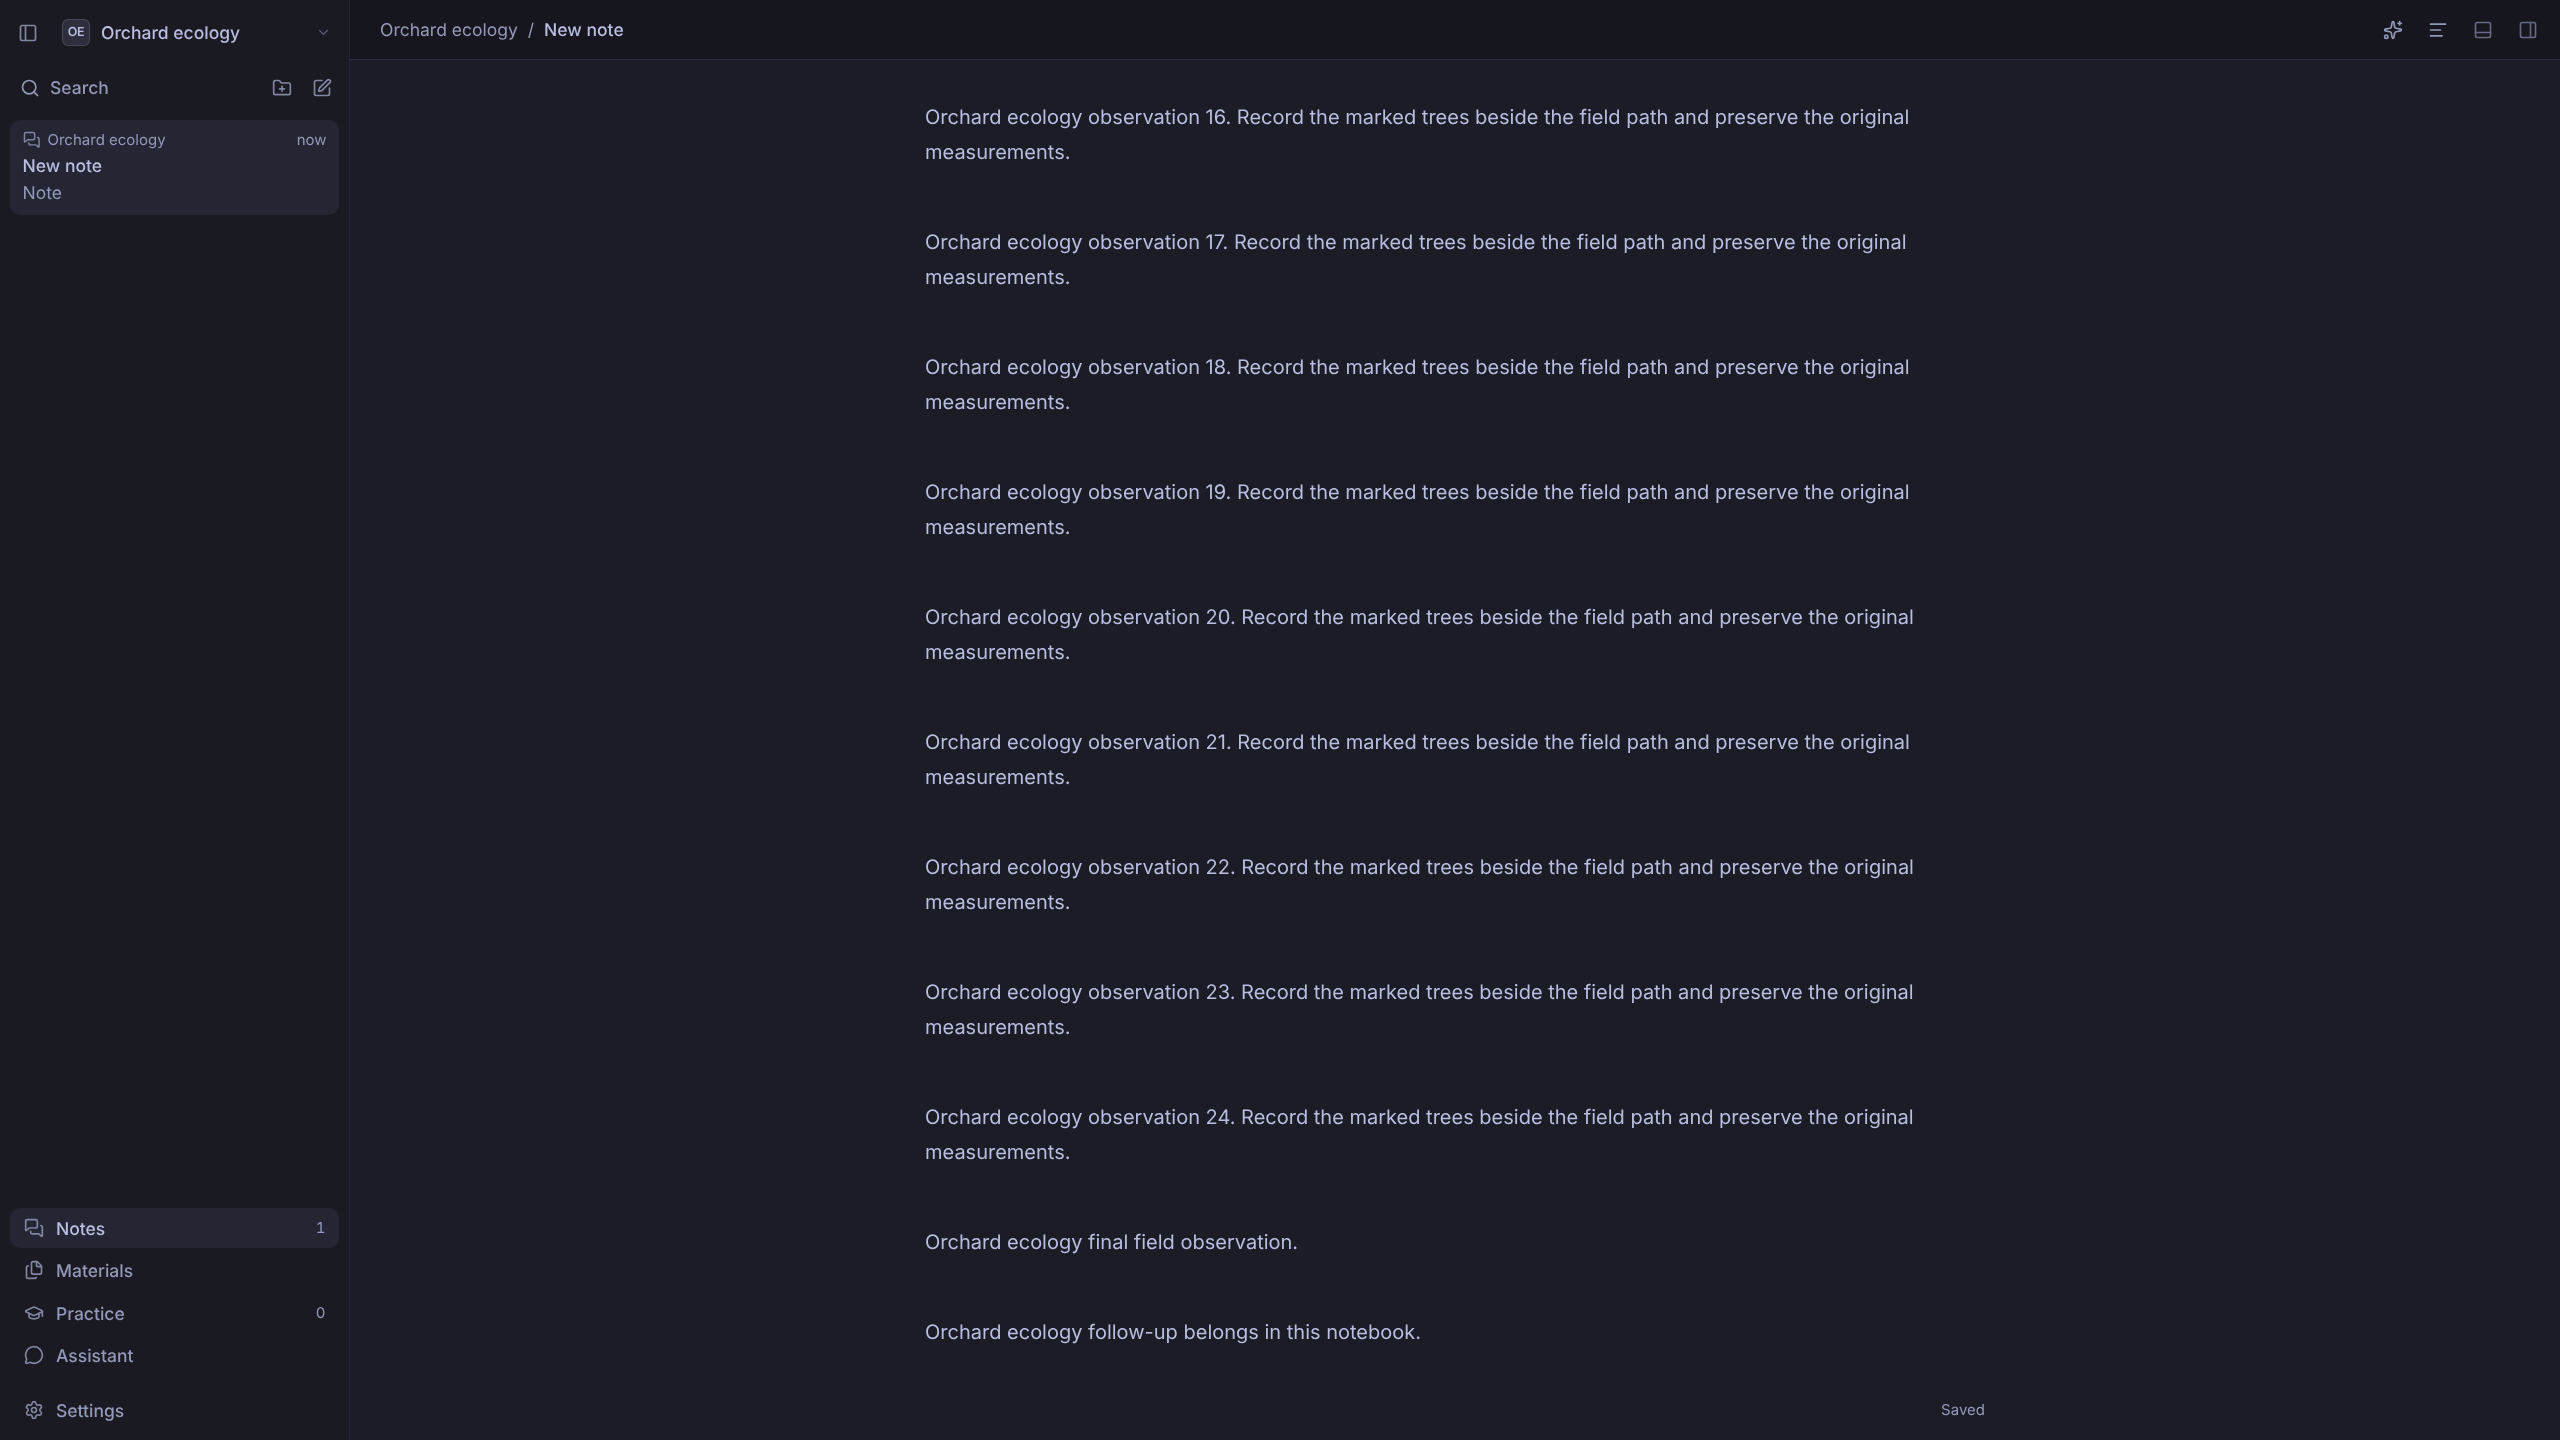 OE Orchard ecology
Search
Orchard ecology now
New note
Note
Notes 1
Materials
Practice 0
Assistant
Settings
Orchard ecology / New note
Orchard ecology observation 16. Record the marked trees beside the field path and preserve the original
measurements.
Orchard ecology observation 17. Record the marked trees beside the field path and preserve the original
measurements.
Orchard ecology observation 18. Record the marked trees beside the field path and preserve the original
measurements.
Orchard ecology observation 19. Record the marked trees beside the field path and preserve the original
measurements.
Orchard ecology observation 20. Record the marked trees beside the field path and preserve the original
measurements.
Orchard ecology observation 21. Record the marked trees beside the field path and preserve the original
measurements.
Orchard ecology observation 22. Record the marked trees beside the field path and preserve the original
measurements.
Orchard ecology observation 23. Record the marked trees beside the field path and preserve the original
measurements.
Orchard ecology observation 24. Record the marked trees beside the field path and preserve the original
measurements.
Orchard ecology final field observation.
Orchard ecology follow-up belongs in this notebook.
Saved